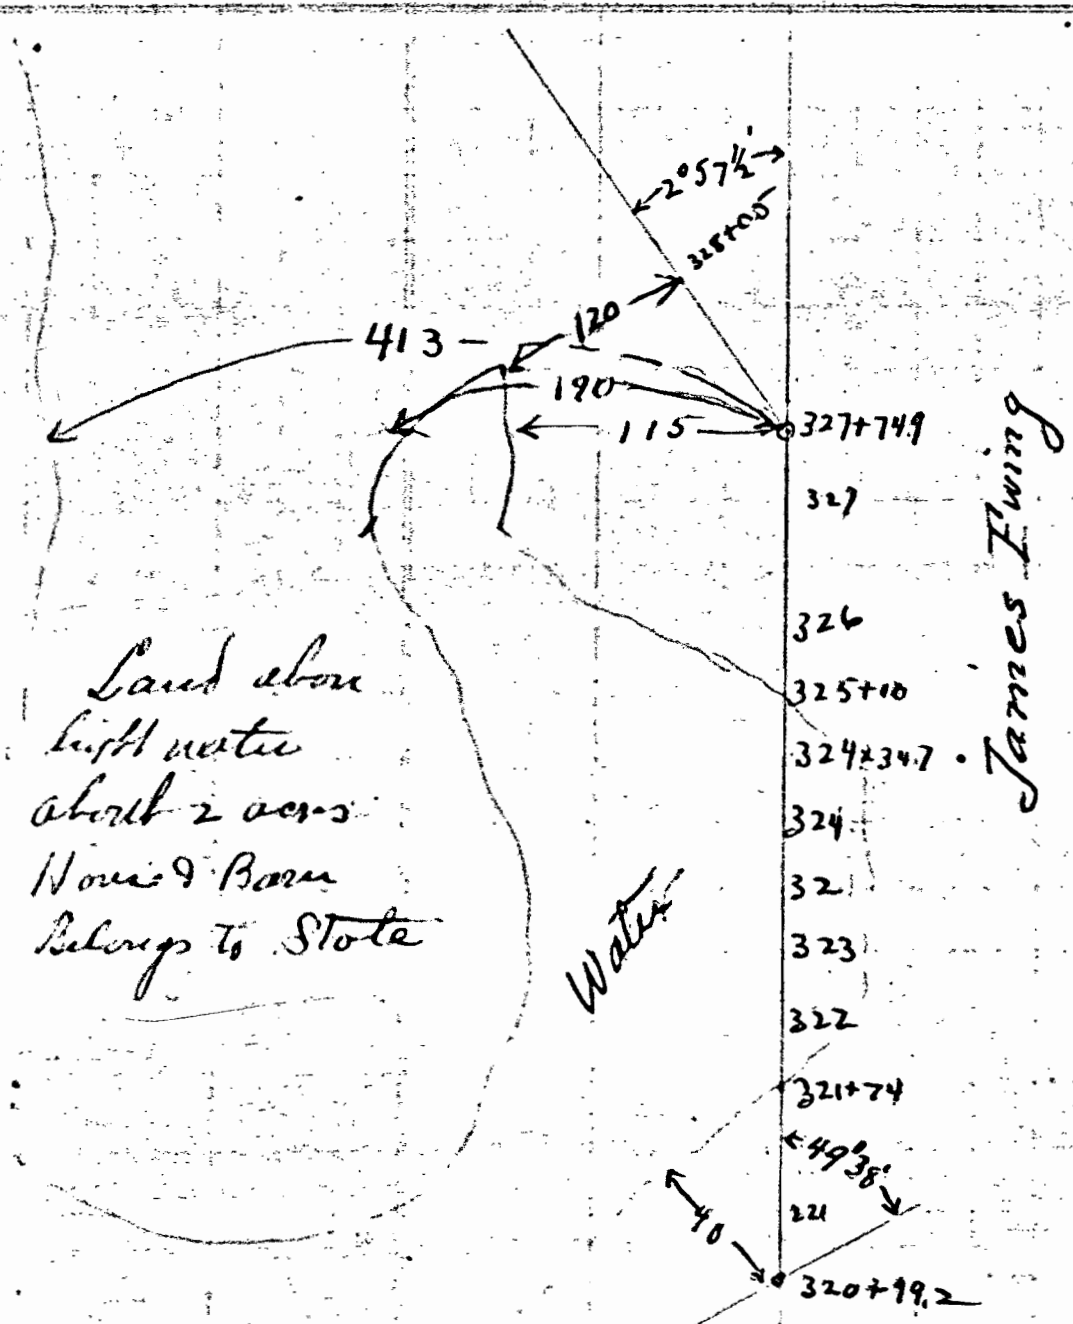 2°57½'
328+05
120
413
190
115
327+74.9
327
James Ewing
326
325+10
Land above
high water
about 2 acres
House & Barn
Belongs To State
324+34.7
324
32
323
Water
322
321+74
49°38'
40
221
320+99.2